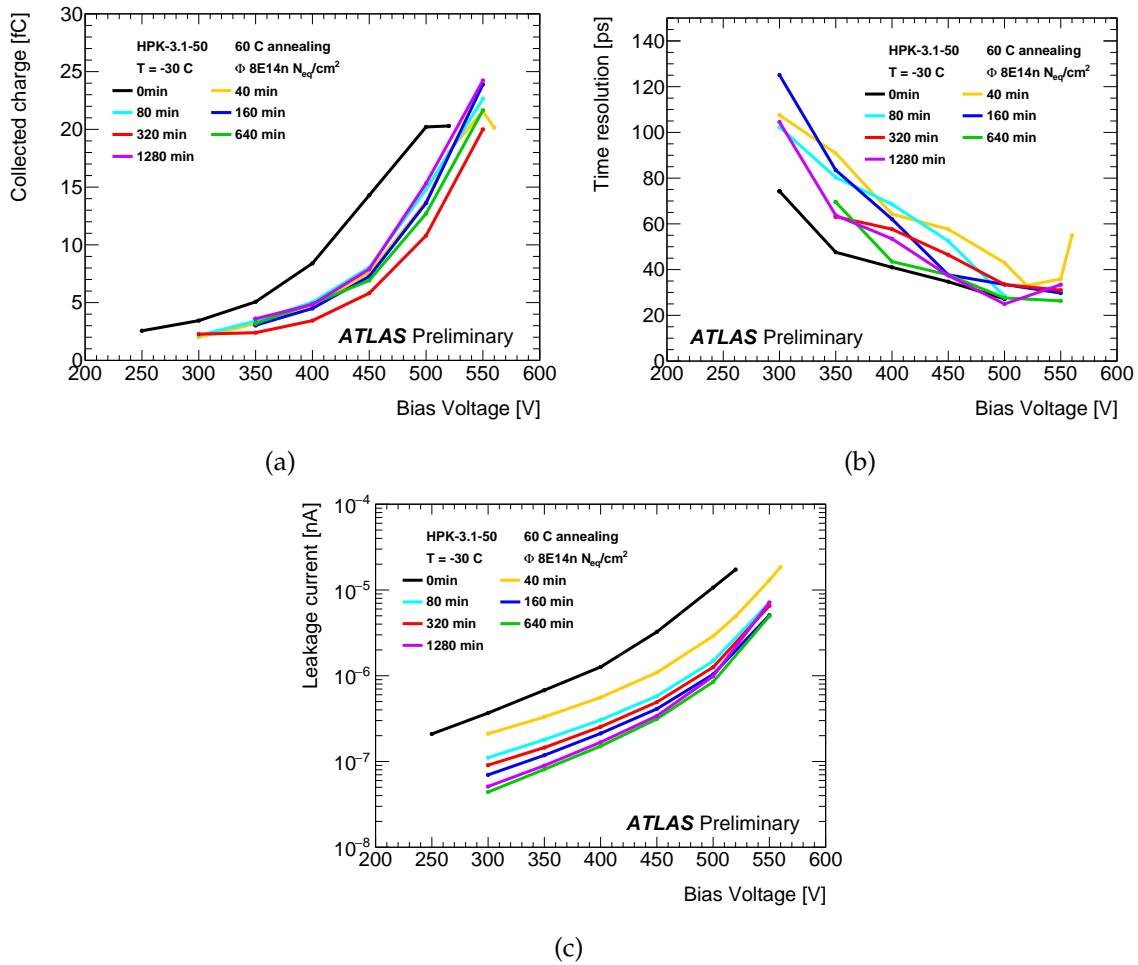 Collected charge [fC]
30
25
20
15
10
5
0
HPK-3.1-50 60 C annealing
T = -30 C Φ 8E14n N_eq/cm²
0min 40 min
80 min 160 min
320 min 640 min
1280 min
ATLAS Preliminary
200 250 300 350 400 450 500 550 600
Bias Voltage [V]
(a)
Time resolution [ps]
140
120
100
80
60
40
20
0
HPK-3.1-50 60 C annealing
T = -30 C Φ 8E14n N_eq/cm²
0min 40 min
80 min 160 min
320 min 640 min
1280 min
ATLAS Preliminary
200 250 300 350 400 450 500 550 600
Bias Voltage [V]
(b)
Leakage current [nA]
10⁻⁴
10⁻⁵
10⁻⁶
10⁻⁷
10⁻⁸
HPK-3.1-50 60 C annealing
T = -30 C Φ 8E14n N_eq/cm²
0min 40 min
80 min 160 min
320 min 640 min
1280 min
ATLAS Preliminary
200 250 300 350 400 450 500 550 600
Bias Voltage [V]
(c)